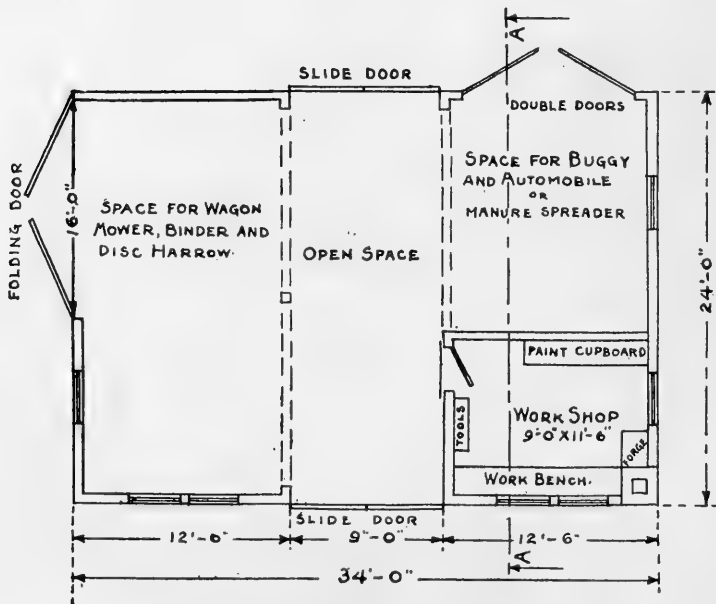 A
SLIDE DOOR
DOUBLE DOORS
FOLDING DOOR
16'-0"
SPACE FOR WAGON
MOWER, BINDER AND
DISC HARROW.
OPEN SPACE
SPACE FOR BUGGY
AND AUTOMOBILE
OR
MANURE SPREADER
24'-0"
PAINT CUPBOARD
TOOLS
WORK SHOP
9'-0"X11'-6"
FORGE
WORK BENCH.
SLIDE DOOR
12'-6"
9'-0"
12'-6"
A
34'-0"